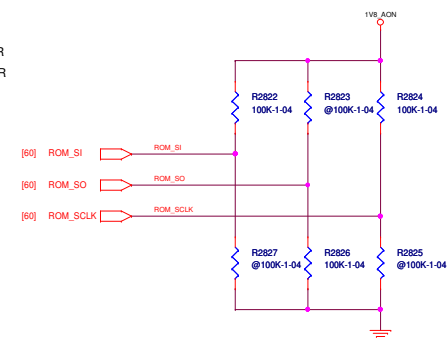 1V8_AON
R
R
R2822 R2823 R2824
100K-1-04 @100K-1-04 100K-1-04
[60] ROM_SI ROM_SI
[60] ROM_SO ROM_SO
[60] ROM_SCLK ROM_SCLK
R2827 R2826 R2825
@100K-1-04 100K-1-04 @100K-1-04